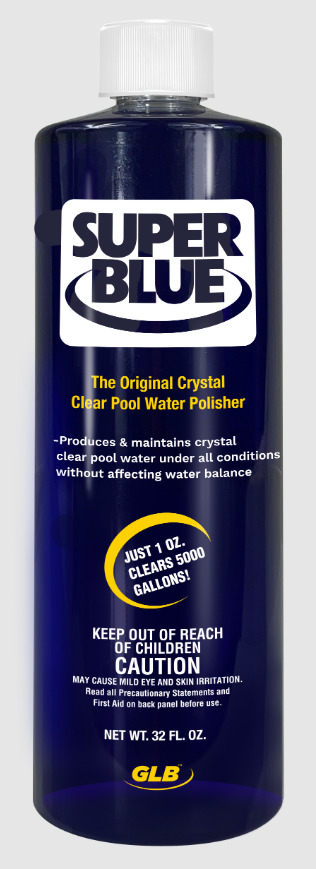 SUPER
BLUE
The Original Crystal
Clear Pool Water Polisher
-Produces & maintains crystal
clear pool water under all conditions
without affecting water balance
JUST 1 OZ.
CLEARS 5000
GALLONS!
KEEP OUT OF REACH
OF CHILDREN
CAUTION
MAY CAUSE MILD EYE AND SKIN IRRITATION.
Read all Precautionary Statements and
First Aid on back panel before use.
NET WT. 32 FL. OZ.
GLB